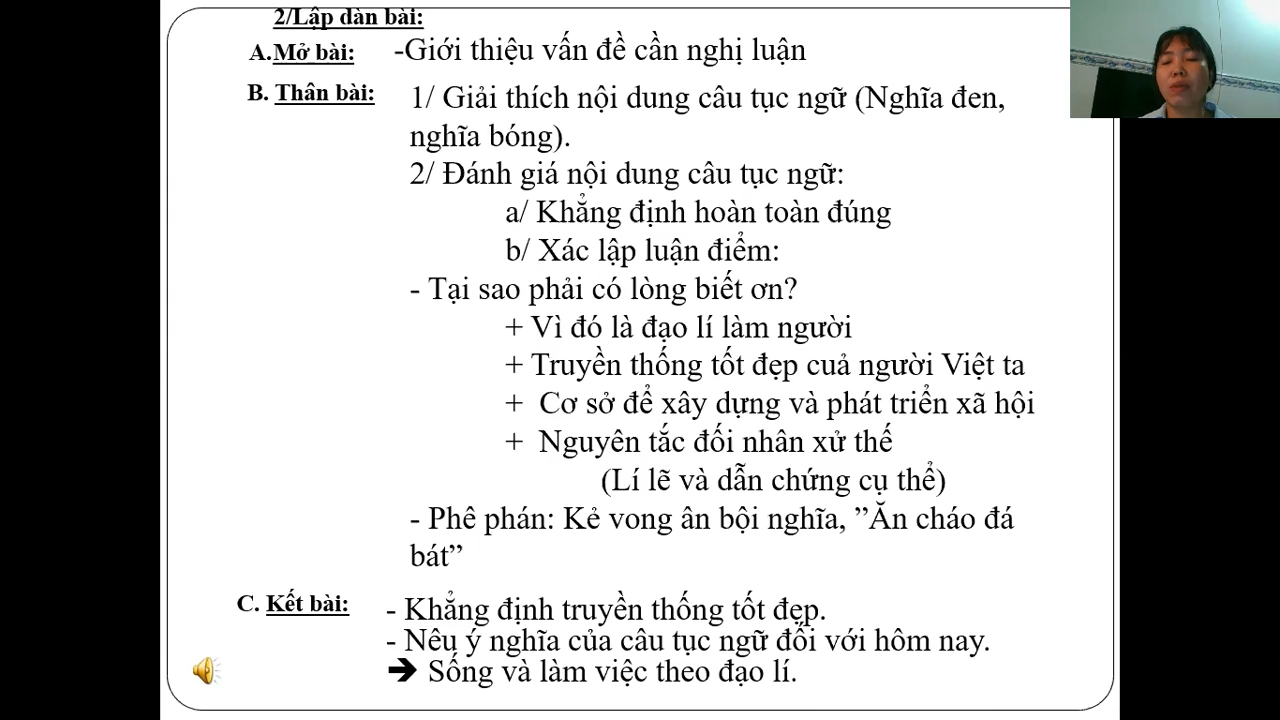 2/Lập dàn bài:
A.Mở bài: -Giới thiệu vấn đề cần nghị luận
B. Thân bài: 1/ Giải thích nội dung câu tục ngữ (Nghĩa đen,
nghĩa bóng).
2/ Đánh giá nội dung câu tục ngữ:
a/ Khẳng định hoàn toàn đúng
b/ Xác lập luận điểm:
- Tại sao phải có lòng biết ơn?
+ Vì đó là đạo lí làm người
+ Truyền thống tốt đẹp cuả người Việt ta
+ Cơ sở để xây dựng và phát triển xã hội
+ Nguyên tắc đối nhân xử thế
(Lí lẽ và dẫn chứng cụ thể)
- Phê phán: Kẻ vong ân bội nghĩa, ”Ăn cháo đá
bát”
C. Kết bài: - Khẳng định truyền thống tốt đẹp.
- Nêu ý nghĩa của câu tục ngữ đối với hôm nay.
➔ Sống và làm việc theo đạo lí.